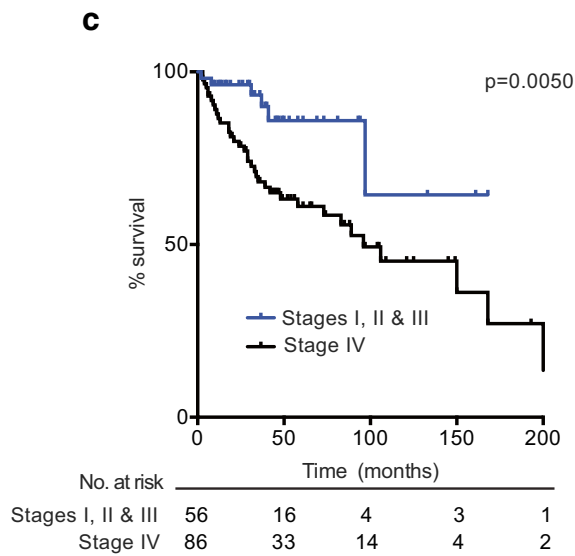 c
100
p=0.0050
50
% survival
Stages I, II & III
Stage IV
0
0 50 100 150 200
Time (months)
No. at risk
Stages I, II & III 56 16 4 3 1
Stage IV 86 33 14 4 2